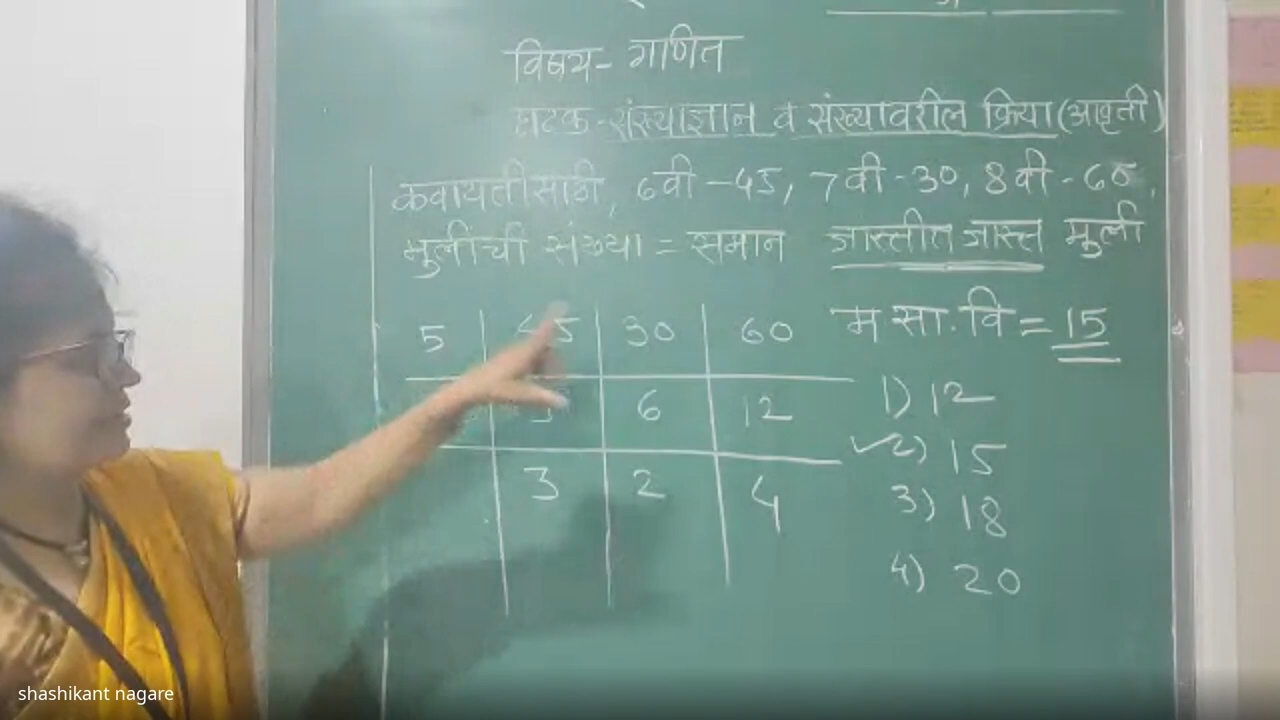 विषय - गणित
घटक - संख्याज्ञान व संख्यावरील क्रिया (आवृती)
कवायतीसाठी, 6वी - 45, 7वी - 30, 8वी - 60,
मुलींची संख्या = समान जास्तीत जास्त मुली
5 45 30 60 म सा. वि = 15
6 12 1) 12
2) 15
3 2 4 3) 18
4) 20
shashikant nagare